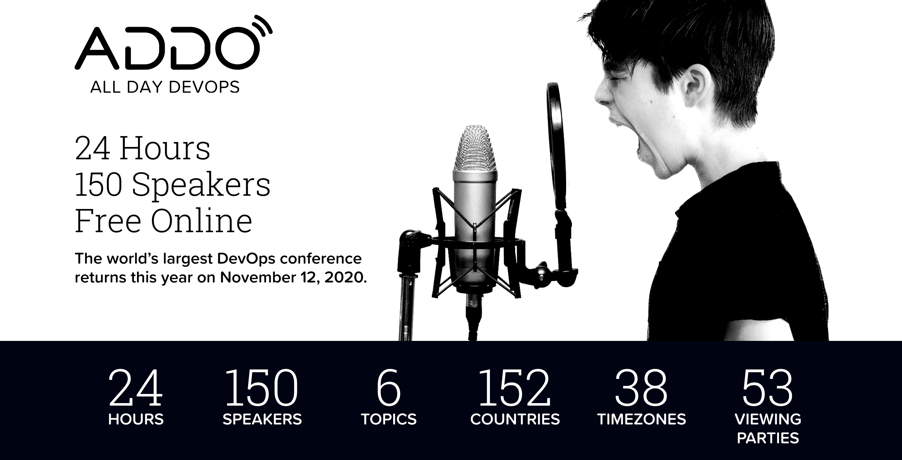 ADDO
ALL DAY DEVOPS
24 Hours
150 Speakers
Free Online
The world's largest DevOps conference
returns this year on November 12, 2020.
24
HOURS
150
SPEAKERS
6
TOPICS
152
COUNTRIES
38
TIMEZONES
53
VIEWING
PARTIES